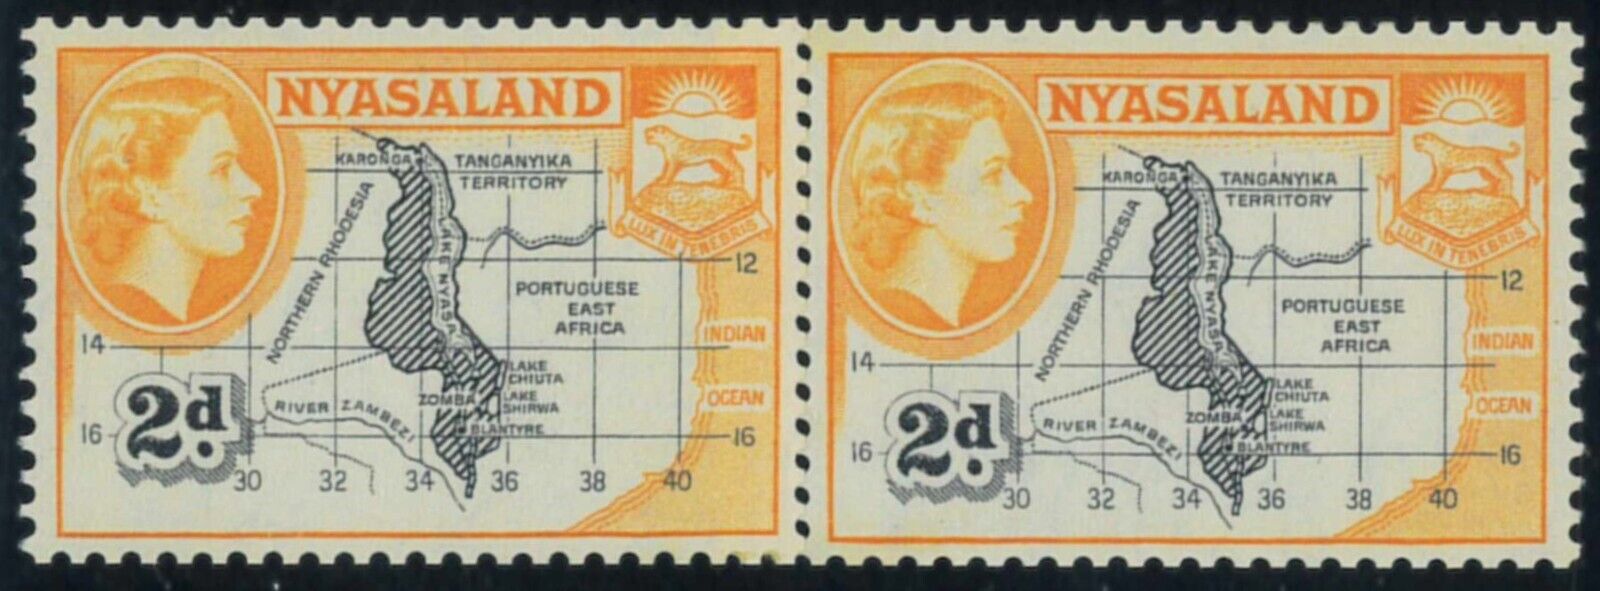 NYASALAND
KARONGA
TANGANYIKA
TERRITORY
NORTHERN RHODESIA
LAKE NYASA
LUX IN TENEBRIS
12
PORTUGUESE
EAST
AFRICA
INDIAN
OCEAN
14
LAKE
CHIUTA
ZOMBA
LAKE
SHIRWA
2d
RIVER ZAMBEZI
BLANTYRE
16
16
30
32
34
36
38
40
NYASALAND
KARONGA
TANGANYIKA
TERRITORY
NORTHERN RHODESIA
LAKE NYASA
LUX IN TENEBRIS
12
PORTUGUESE
EAST
AFRICA
INDIAN
OCEAN
14
LAKE
CHIUTA
ZOMBA
LAKE
SHIRWA
2d
RIVER ZAMBEZI
BLANTYRE
16
16
30
32
34
36
38
40